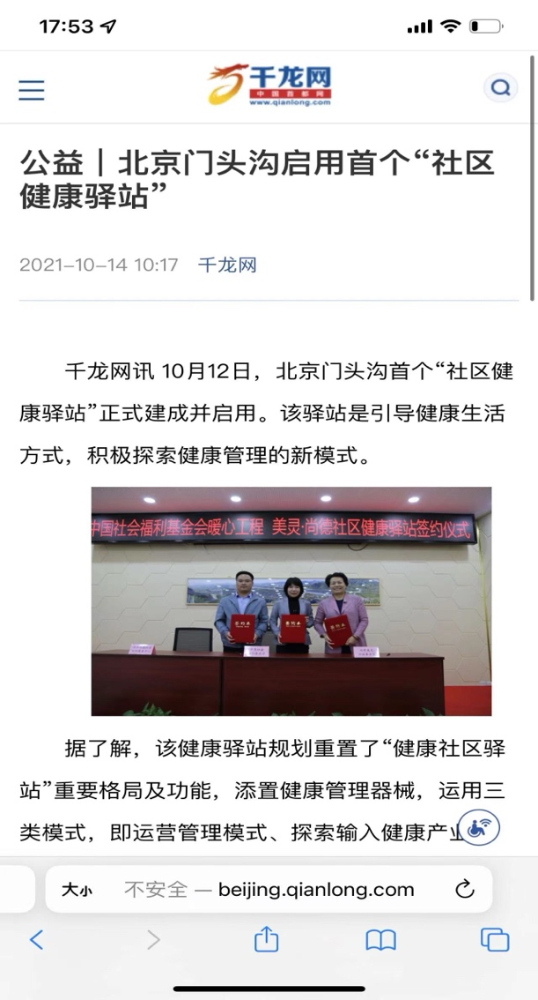 17:53
千龙网
中国首都网
www.qianlong.com
公益｜北京门头沟启用首个“社区
健康驿站”
2021-10-14 10:17 千龙网
千龙网讯 10月12日，北京门头沟首个“社区健
康驿站”正式建成并启用。该驿站是引导健康生活
方式，积极探索健康管理的新模式。
中国社会福利基金会暖心工程 美灵·尚德社区健康驿站签约仪式
签约本 签约本 签约本
据了解，该健康驿站规划重置了“健康社区驿
站”重要格局及功能，添置健康管理器械，运用三
类模式，即运营管理模式、探索输入健康产业
大小 不安全 — beijing.qianlong.com